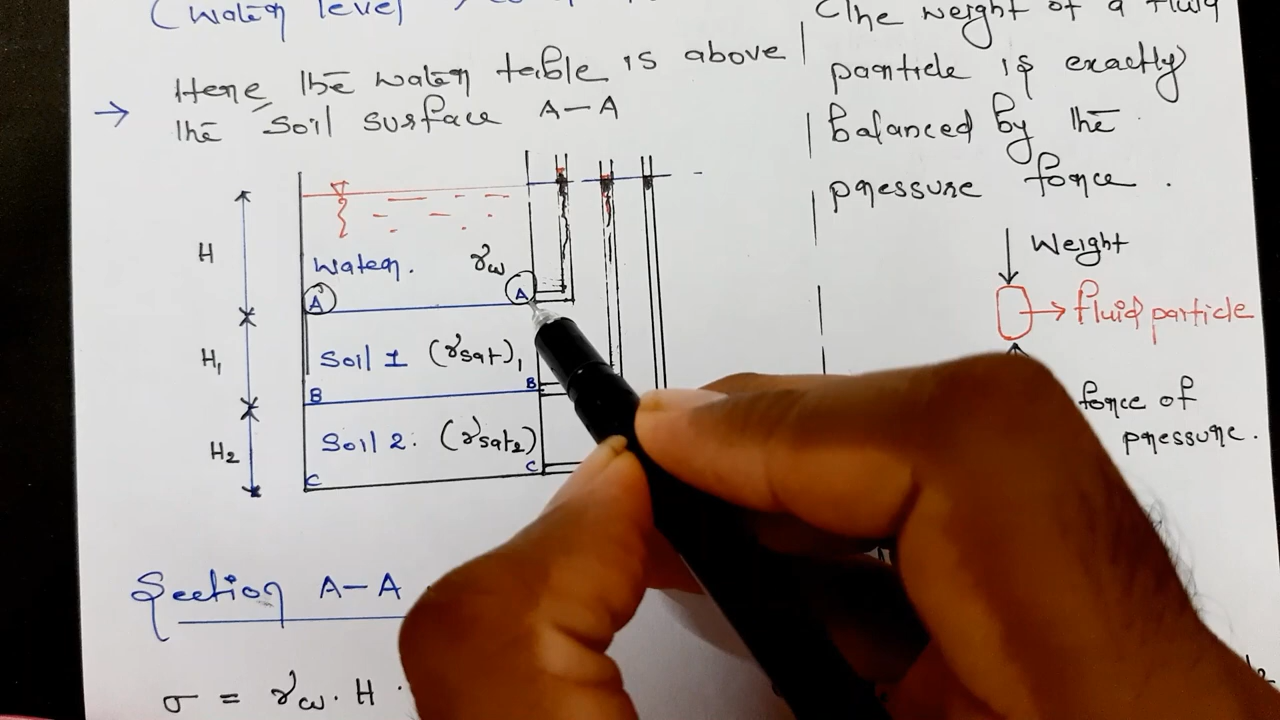 (water level
Here the water table is above
the soil surface A-A
H
water. γw
A A
H₁
Soil 1 (γsat)₁
B B
H₂
Soil 2. (γsat₂)
C C
Section A-A
σ = γw. H
(The weight of a fluid
particle is exactly
balanced by the
pressure force.
Weight
fluid particle
force of
pressure.